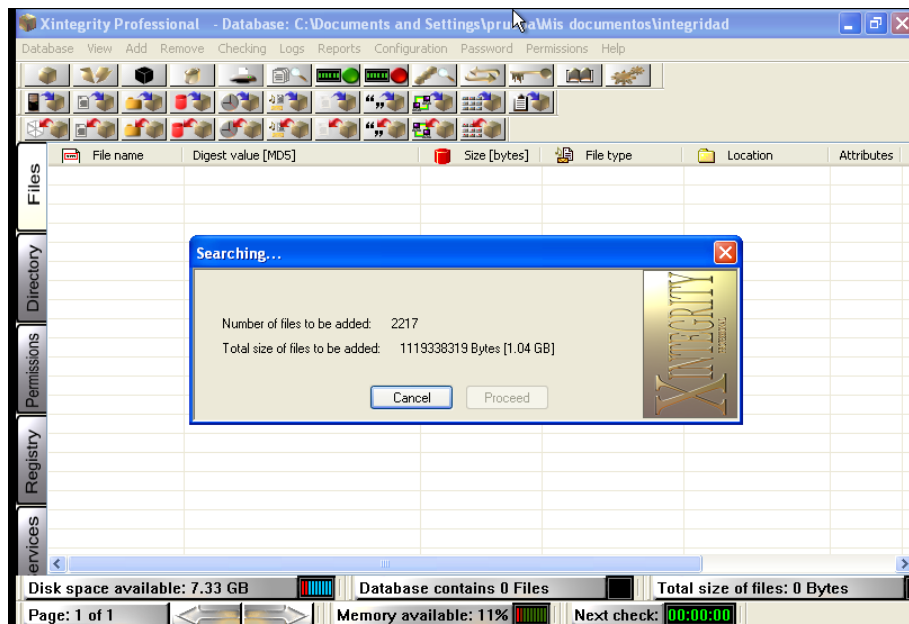 Xintegrity Professional - Database: C:\Documents and Settings\prueba\Mis documentos\integridad
Database View Add Remove Checking Logs Reports Configuration Password Permissions Help
File name Digest value [MD5] Size [bytes] File type Location Attributes
Files
Directory
Permissions
Registry
ervices
Searching...
Number of files to be added: 2217
Total size of files to be added: 1119338319 Bytes [1.04 GB]
Cancel Proceed
XINTEGRITY
PROFESSIONAL
Disk space available: 7.33 GB Database contains 0 Files Total size of files: 0 Bytes
Page: 1 of 1 Memory available: 11% Next check: 00:00:00